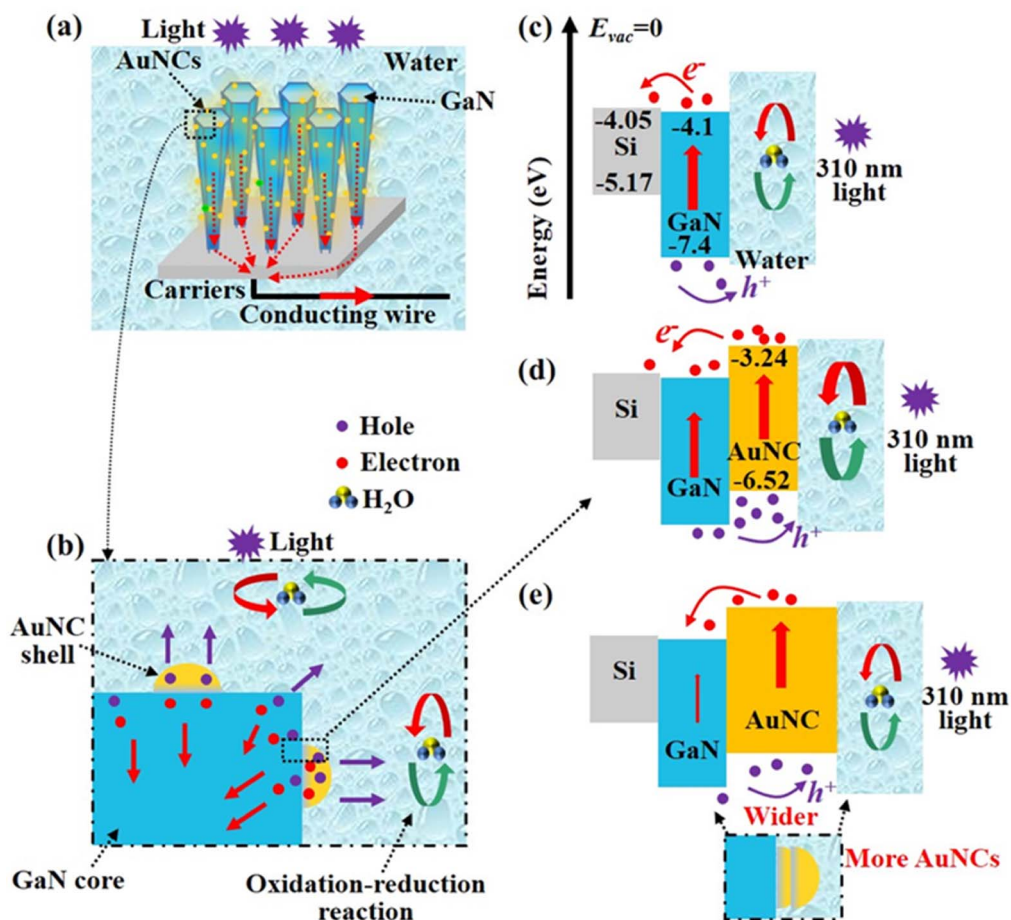 (a)
Light
AuNCs
Water
GaN
Carriers
Conducting wire
Hole
Electron
H2O
(b)
Light
AuNC
shell
GaN core
Oxidation-reduction
reaction
(c)
Evac=0
Energy (eV)
e-
-4.05
Si
-5.17
-4.1
GaN
-7.4
h+
Water
310 nm
light
(d)
e-
Si
GaN
-3.24
AuNC
-6.52
h+
310 nm
light
(e)
Si
GaN
AuNC
h+
310 nm
light
Wider
More AuNCs